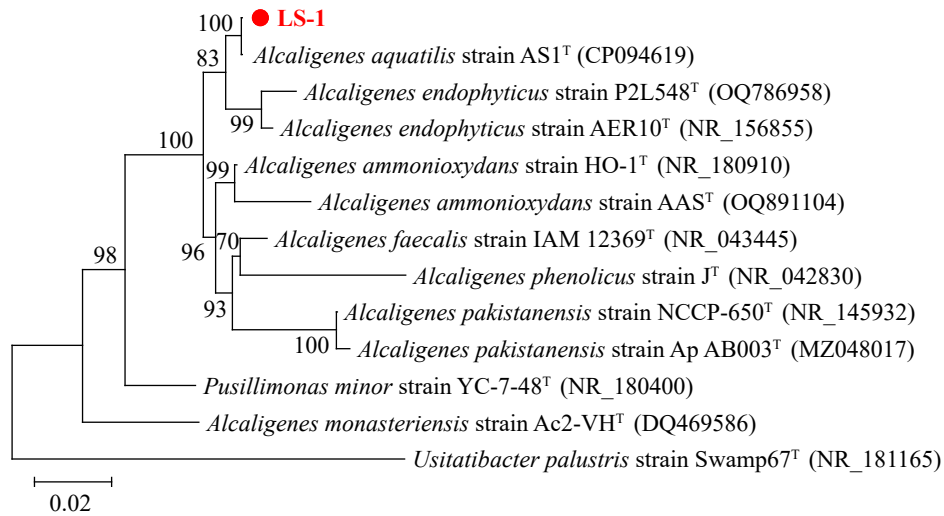 100
LS-1
Alcaligenes aquatilis strain AS1ᵀ (CP094619)
83
Alcaligenes endophyticus strain P2L548ᵀ (OQ786958)
99
Alcaligenes endophyticus strain AER10ᵀ (NR_156855)
100
Alcaligenes ammonioxydans strain HO-1ᵀ (NR_180910)
99
Alcaligenes ammonioxydans strain AASᵀ (OQ891104)
96
70
Alcaligenes faecalis strain IAM 12369ᵀ (NR_043445)
98
Alcaligenes phenolicus strain Jᵀ (NR_042830)
93
Alcaligenes pakistanensis strain NCCP-650ᵀ (NR_145932)
100
Alcaligenes pakistanensis strain Ap AB003ᵀ (MZ048017)
Pusillimonas minor strain YC-7-48ᵀ (NR_180400)
Alcaligenes monasteriensis strain Ac2-VHᵀ (DQ469586)
Usitatibacter palustris strain Swamp67ᵀ (NR_181165)
0.02